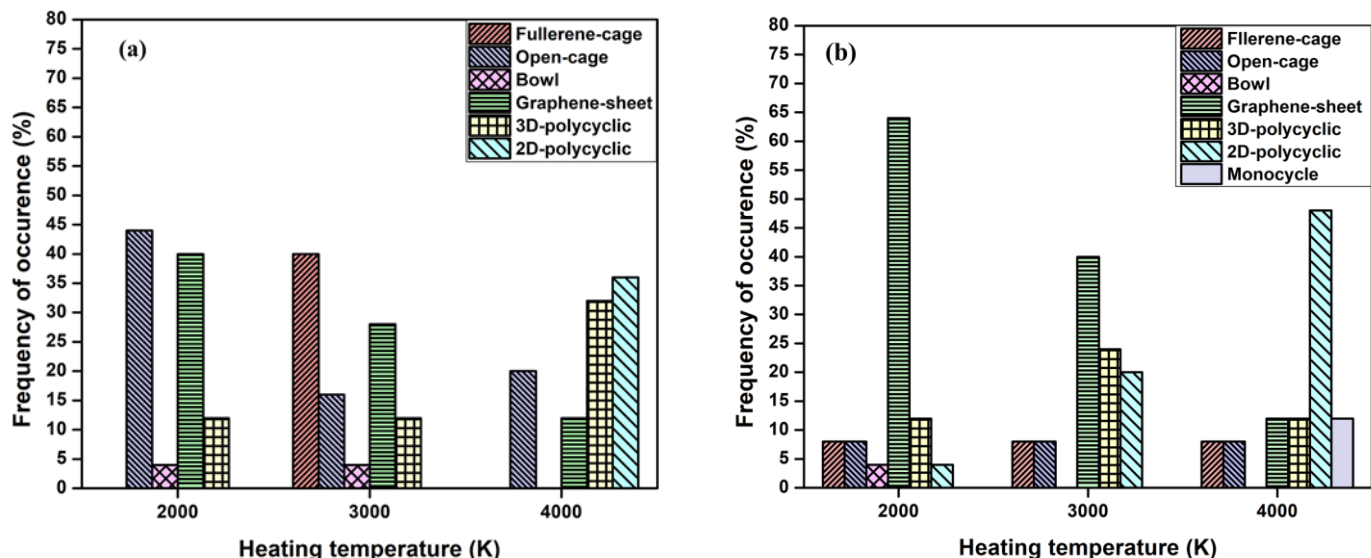 (a)
Fullerene-cage
Open-cage
Bowl
Graphene-sheet
3D-polycyclic
2D-polycyclic
80
75
70
65
60
55
50
45
40
35
30
25
20
15
10
5
0
Frequency of occurence (%)
2000 3000 4000
Heating temperature (K)
(b)
Fllerene-cage
Open-cage
Bowl
Graphene-sheet
3D-polycyclic
2D-polycyclic
Monocycle
80
75
70
65
60
55
50
45
40
35
30
25
20
15
10
5
0
Frequency of occurence (%)
2000 3000 4000
Heating temperature (K)